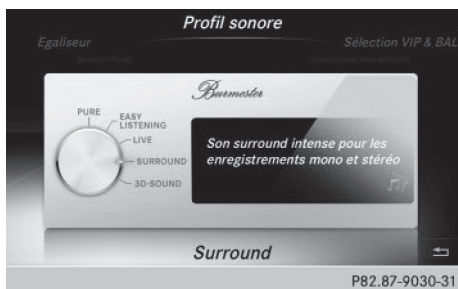 Profil sonore
Egaliseur
Sélection VIP & BAL
Burmester
PURE
EASY
LISTENING
LIVE
SURROUND
3D-SOUND
Son surround intense pour les
enregistrements mono et stéréo
Surround
P82.87-9030-31